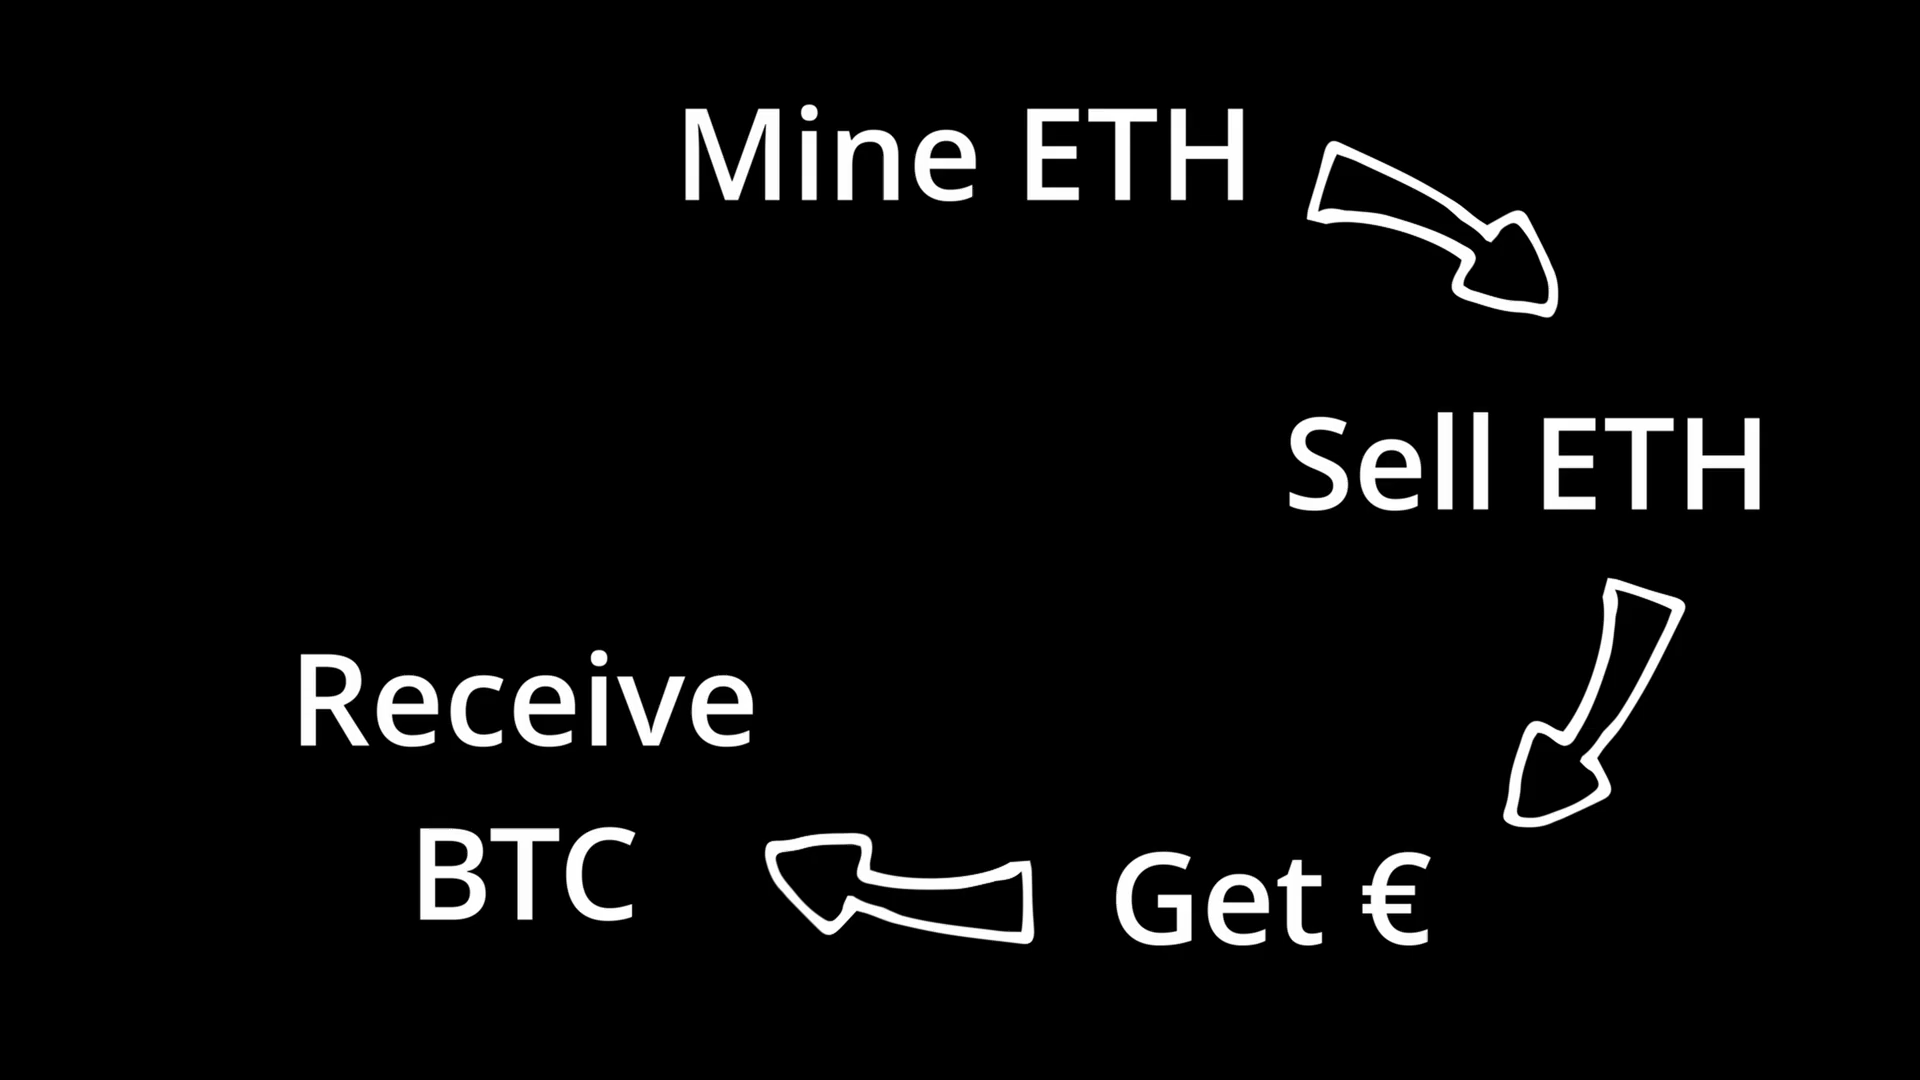 Mine ETH
Sell ETH
Get €
Receive
BTC